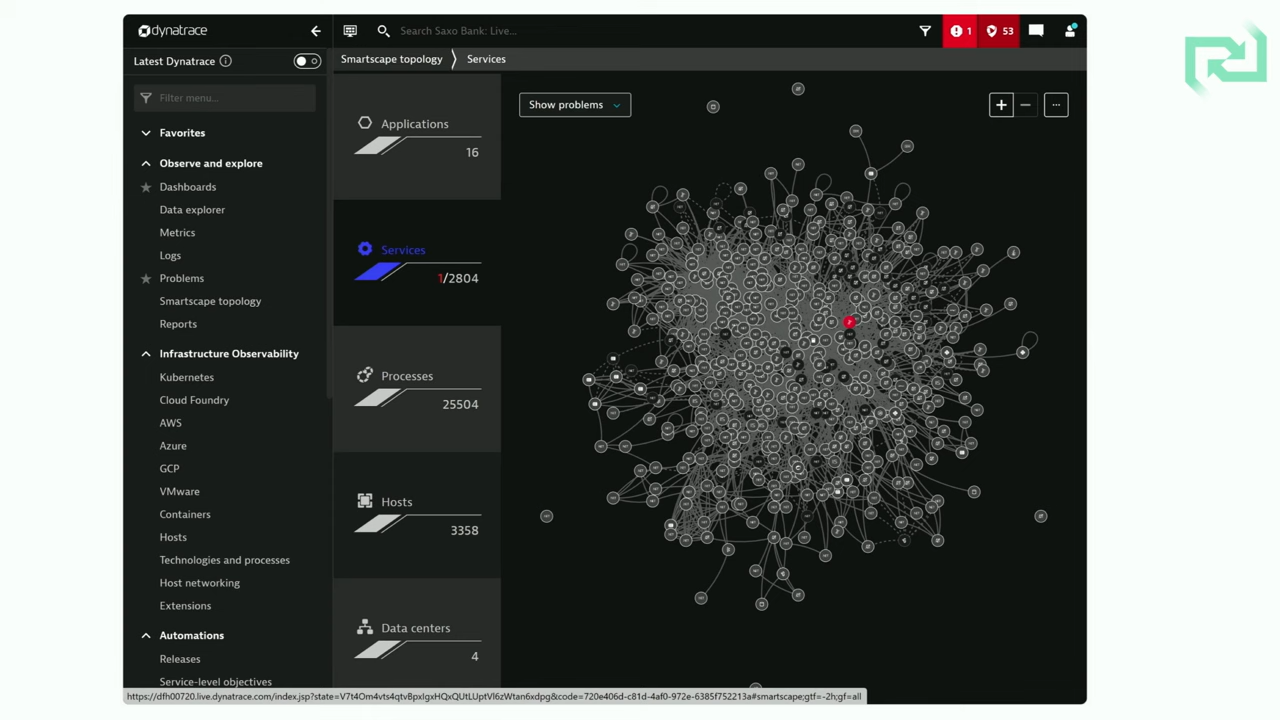 dynatrace
Search Saxo Bank: Live...
1
53
Latest Dynatrace
Smartscape topology
Services
Filter menu...
Favorites
Observe and explore
Dashboards
Data explorer
Metrics
Logs
Problems
Smartscape topology
Reports
Infrastructure Observability
Kubernetes
Cloud Foundry
AWS
Azure
GCP
VMware
Containers
Hosts
Technologies and processes
Host networking
Extensions
Automations
Releases
Service-level objectives
Applications
16
Services
1/2804
Processes
25504
Hosts
3358
Data centers
4
Show problems
https://dfh00720.live.dynatrace.com/index.jsp?state=V7t4Om4vts4qtvBpxIgxHQxQUtLUptVl6zWtan6xdpg&code=720e406d-c81d-4af0-972e-6385f752213a#smartscape;gtf=-2h;gf=all